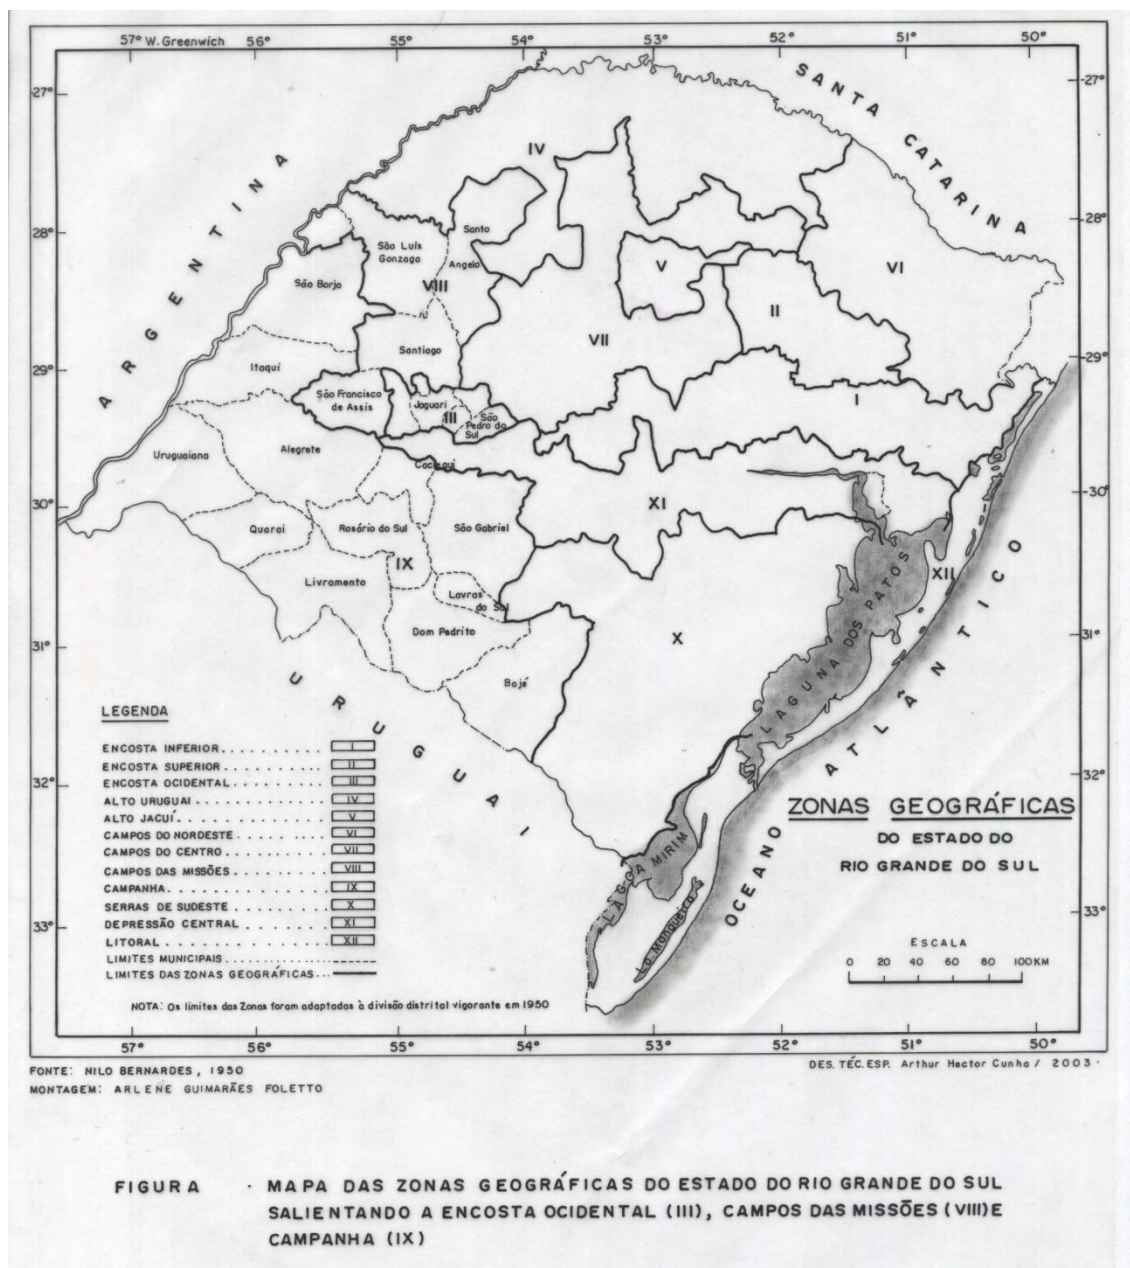 57° W. Greenwich 56° 55° 54° 53° 52° 51° 50°
27° 27°
SANTA CATARINA
ARGENTINA
IV
28° 28°
Santo
Angelo
São Luís
Gonzaga
VIII
V
VI
São Borja
II
VII
Santiago
29° 29°
Itaquí
São Francisco
de Assis
Jaguarí
III
São
Pedro do
Sul
I
Alegrete
Uruguaiana
Cacequí
30° 30°
XI
Quaraí
Rosário do Sul
São Gabriel
IX
Livramento
Lavras
do Sul
XII
LAGUNA DOS PATOS
OCEANO ATLÂNTICO
31° 31°
Dom Pedrito
X
Bajé
URUGUAI
32° 32°
LAGOA MIRIM
La. Mangueira
33° 33°
LEGENDA
ENCOSTA INFERIOR........... I
ENCOSTA SUPERIOR.......... II
ENCOSTA OCIDENTAL......... III
ALTO URUGUAI............. IV
ALTO JACUÍ............... V
CAMPOS DO NORDESTE......... VI
CAMPOS DO CENTRO.......... VII
CAMPOS DAS MISSÕES......... VIII
CAMPANHA................ IX
SERRAS DE SUDESTE......... X
DEPRESSÃO CENTRAL......... XI
LITORAL................ XII
LIMITES MUNICIPAIS...............
LIMITES DAS ZONAS GEOGRÁFICAS...
NOTA: Os limites das Zonas foram adaptadas à divisão distrital vigorante em 1950
ZONAS GEOGRÁFICAS
DO ESTADO DO
RIO GRANDE DO SUL
ESCALA
0 20 40 60 80 100KM
57° 56° 55° 54° 53° 52° 51° 50°
FONTE: NILO BERNARDES, 1950
MONTAGEM: ARLENE GUIMARÃES FOLETTO
DES. TÉC. ESP. Arthur Hector Cunha / 2003.
FIGURA . MAPA DAS ZONAS GEOGRÁFICAS DO ESTADO DO RIO GRANDE DO SUL
SALIENTANDO A ENCOSTA OCIDENTAL (III), CAMPOS DAS MISSÕES (VIII) E
CAMPANHA (IX)